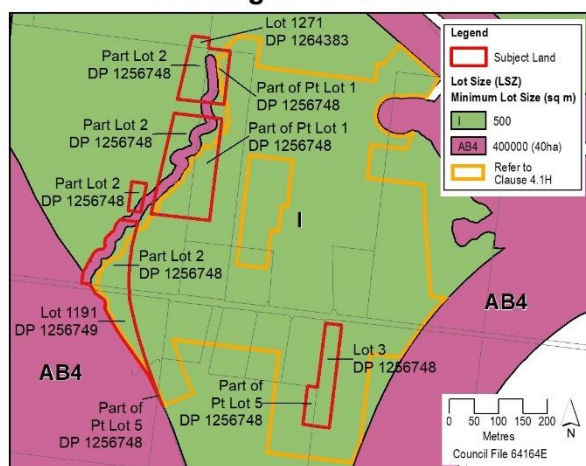 Lot 1271
DP 1264383
Part Lot 2
DP 1256748
Part of Pt Lot 1
DP 1256748
Part Lot 2
DP 1256748
Part of Pt Lot 1
DP 1256748
Part Lot 2
DP 1256748
I
Part Lot 2
DP 1256748
AB4
Lot 1191
DP 1256749
AB4
Lot 3
DP 1256748
Part of
Pt Lot 5
DP 1256748
Part of
Pt Lot 5
DP 1256748
Legend
Subject Land
Lot Size (LSZ)
Minimum Lot Size (sq m)
I 500
AB4 400000 (40ha)
Refer to
Clause 4.1H
0 50 100 150 200
Metres
N
Council File 64164E